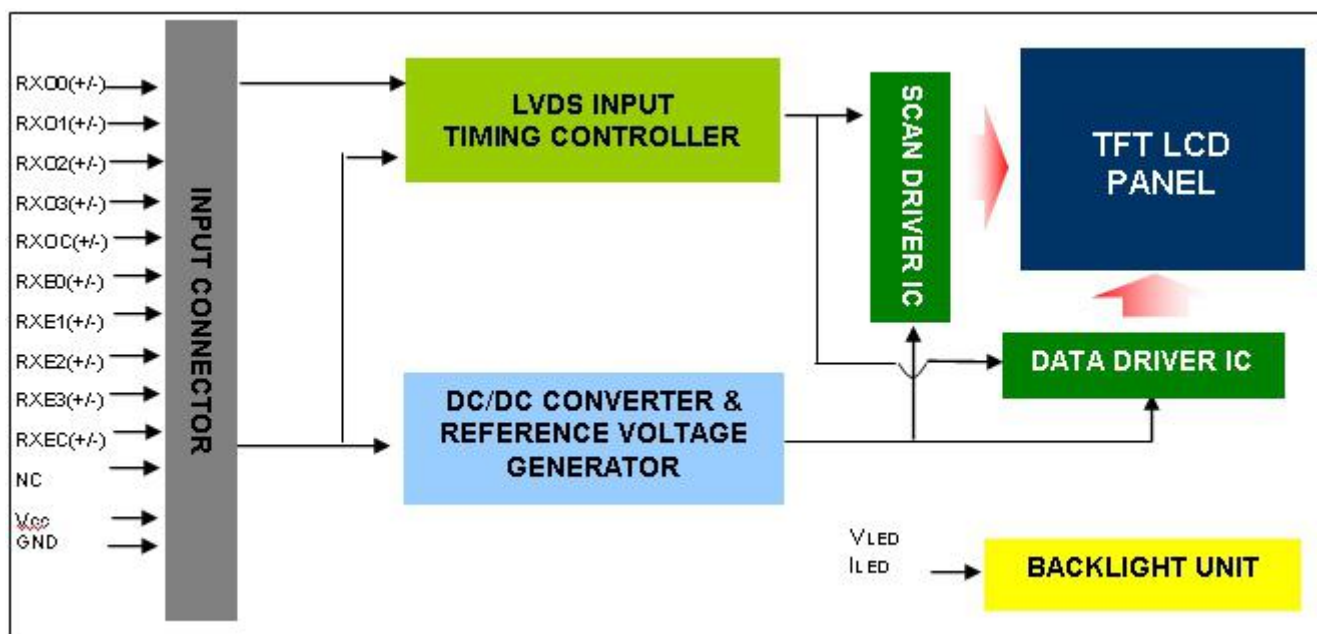 RXO0(+/-)
RXO1(+/-)
RXO2(+/-)
RXO3(+/-)
RXOC(+/-)
RXE0(+/-)
RXE1(+/-)
RXE2(+/-)
RXE3(+/-)
RXEC(+/-)
NC
Vcc
GND
INPUT CONNECTOR
LVDS INPUT
TIMING CONTROLLER
DC/DC CONVERTER &
REFERENCE VOLTAGE
GENERATOR
SCAN DRIVER IC
TFT LCD
PANEL
DATA DRIVER IC
VLED
ILED
BACKLIGHT UNIT